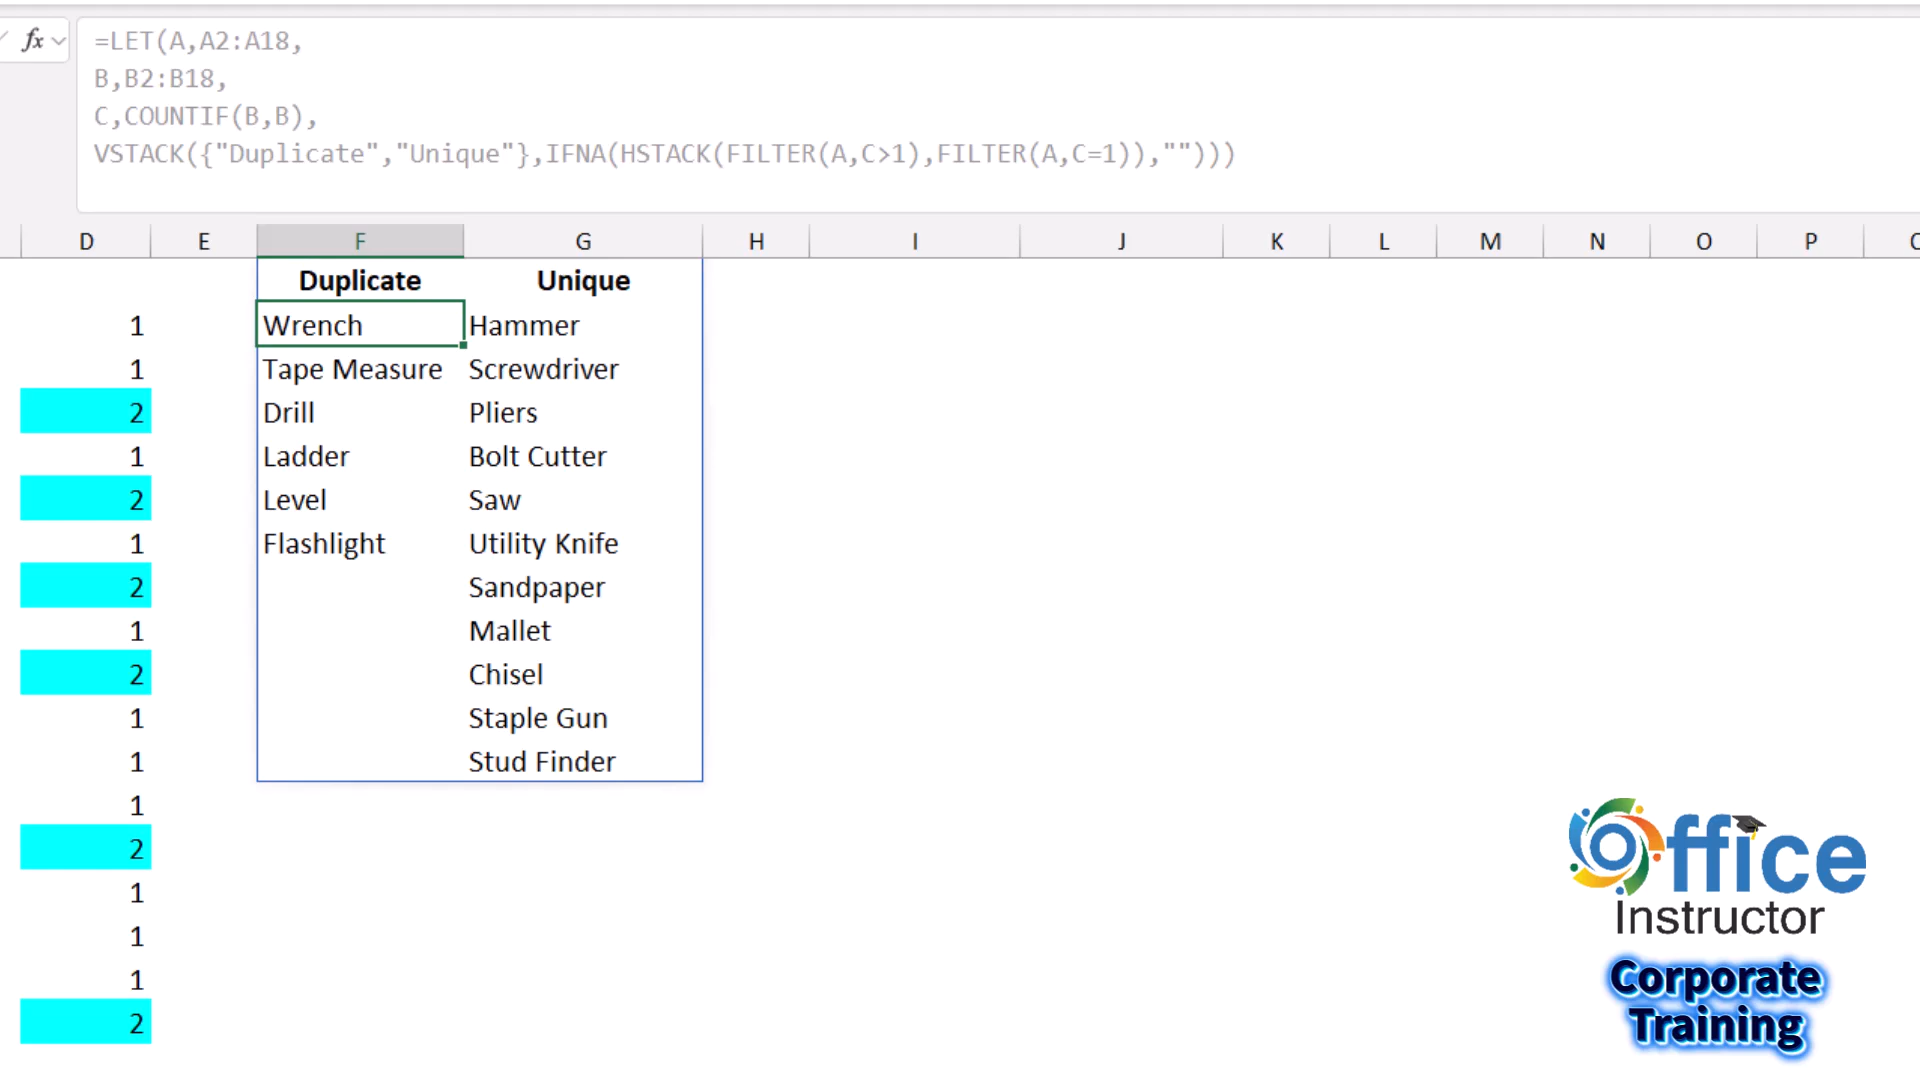 fx
=LET(A,A2:A18,
B,B2:B18,
C,COUNTIF(B,B),
VSTACK({"Duplicate","Unique"},IFNA(HSTACK(FILTER(A,C>1),FILTER(A,C=1)),"")))
D E F G H I J K L M N O P
Duplicate Unique
1 Wrench Hammer
1 Tape Measure Screwdriver
2 Drill Pliers
1 Ladder Bolt Cutter
2 Level Saw
1 Flashlight Utility Knife
2 Sandpaper
1 Mallet
2 Chisel
1 Staple Gun
1 Stud Finder
1
2
1
1
1
2
Office
Instructor
Corporate
Training